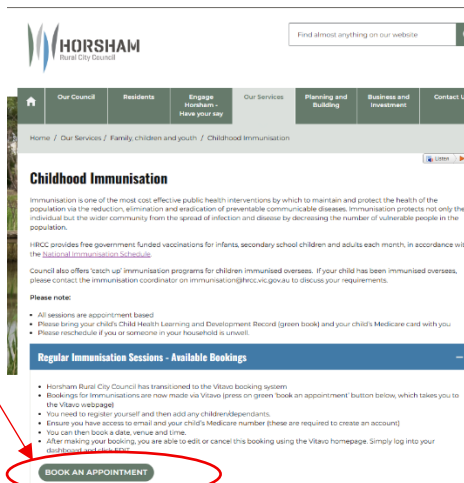 HORSHAM
Rural City Council
Find almost anything on our website
Our Council
Residents
Engage
Horsham -
Have your say
Our Services
Planning and
Building
Business and
Investment
Contact U
Home / Our Services / Family, children and youth / Childhood Immunisation
Listen
Childhood Immunisation
Immunisation is one of the most cost effective public health interventions by which to maintain and protect the health of the
population via the reduction, elimination and eradication of preventable communicable diseases. Immunisation protects not only the
individual but the wider community from the spread of infection and disease by decreasing the number of vulnerable people in the
population.
HRCC provides free government funded vaccinations for infants, secondary school children and adults each month, in accordance wit
the National Immunisation Schedule.
Council also offers 'catch up' immunisation programs for children immunised overseas. If your child has been immunised overseas,
please contact the immunisation coordinator on immunisation@hrcc.vic.gov.au to discuss your requirements.
Please note:
• All sessions are appointment based
• Please bring your child's Child Health Learning and Development Record (green book) and your child's Medicare card with you
• Please reschedule if you or someone in your household is unwell.
Regular Immunisation Sessions - Available Bookings
• Horsham Rural City Council has transitioned to the Vitavo booking system
• Bookings for Immunisations are now made via Vitavo (press on green 'book an appointment' button below, which takes you to
the Vitavo webpage)
• You need to register yourself and then add any children/dependants.
• Ensure you have access to email and your child's Medicare number (these are required to create an account)
• You can then book a date, venue and time.
• After making your booking, you are able to edit or cancel this booking using the Vitavo homepage. Simply log into your
dashboard and click EDIT
BOOK AN APPOINTMENT